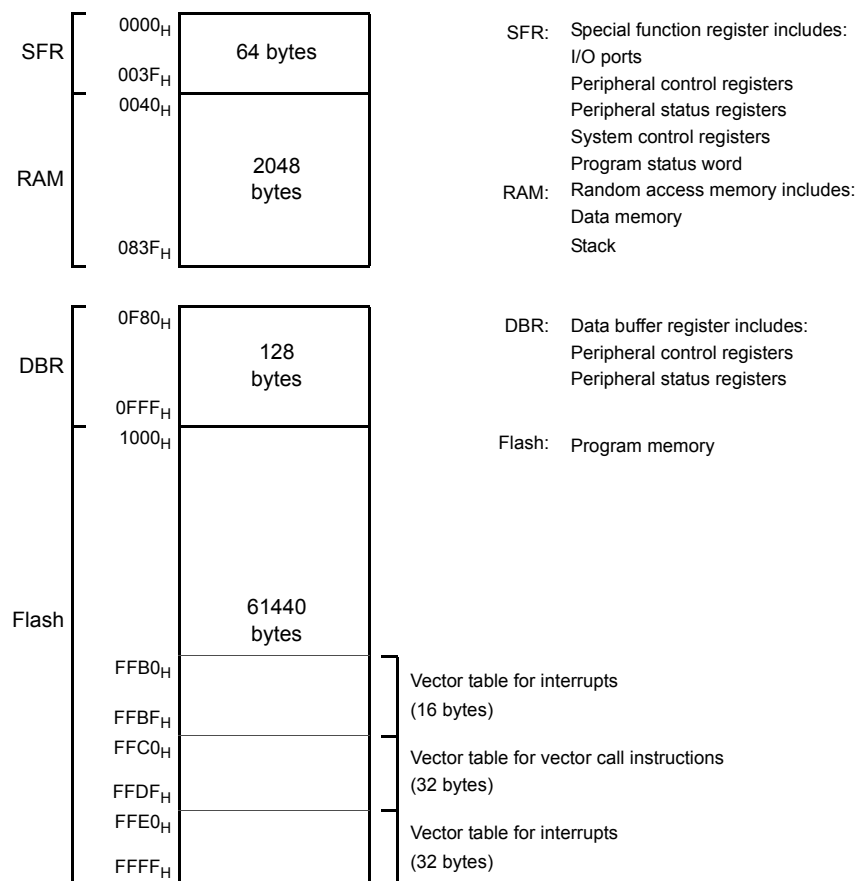 0000H
SFR
64 bytes
003FH
0040H
RAM
2048
bytes
083FH
0F80H
DBR
128
bytes
0FFFH
1000H
Flash
61440
bytes
FFB0H
FFBFH
Vector table for interrupts
(16 bytes)
FFC0H
FFDFH
Vector table for vector call instructions
(32 bytes)
FFE0H
FFFFH
Vector table for interrupts
(32 bytes)
SFR: Special function register includes:
I/O ports
Peripheral control registers
Peripheral status registers
System control registers
Program status word
RAM: Random access memory includes:
Data memory
Stack
DBR: Data buffer register includes:
Peripheral control registers
Peripheral status registers
Flash: Program memory